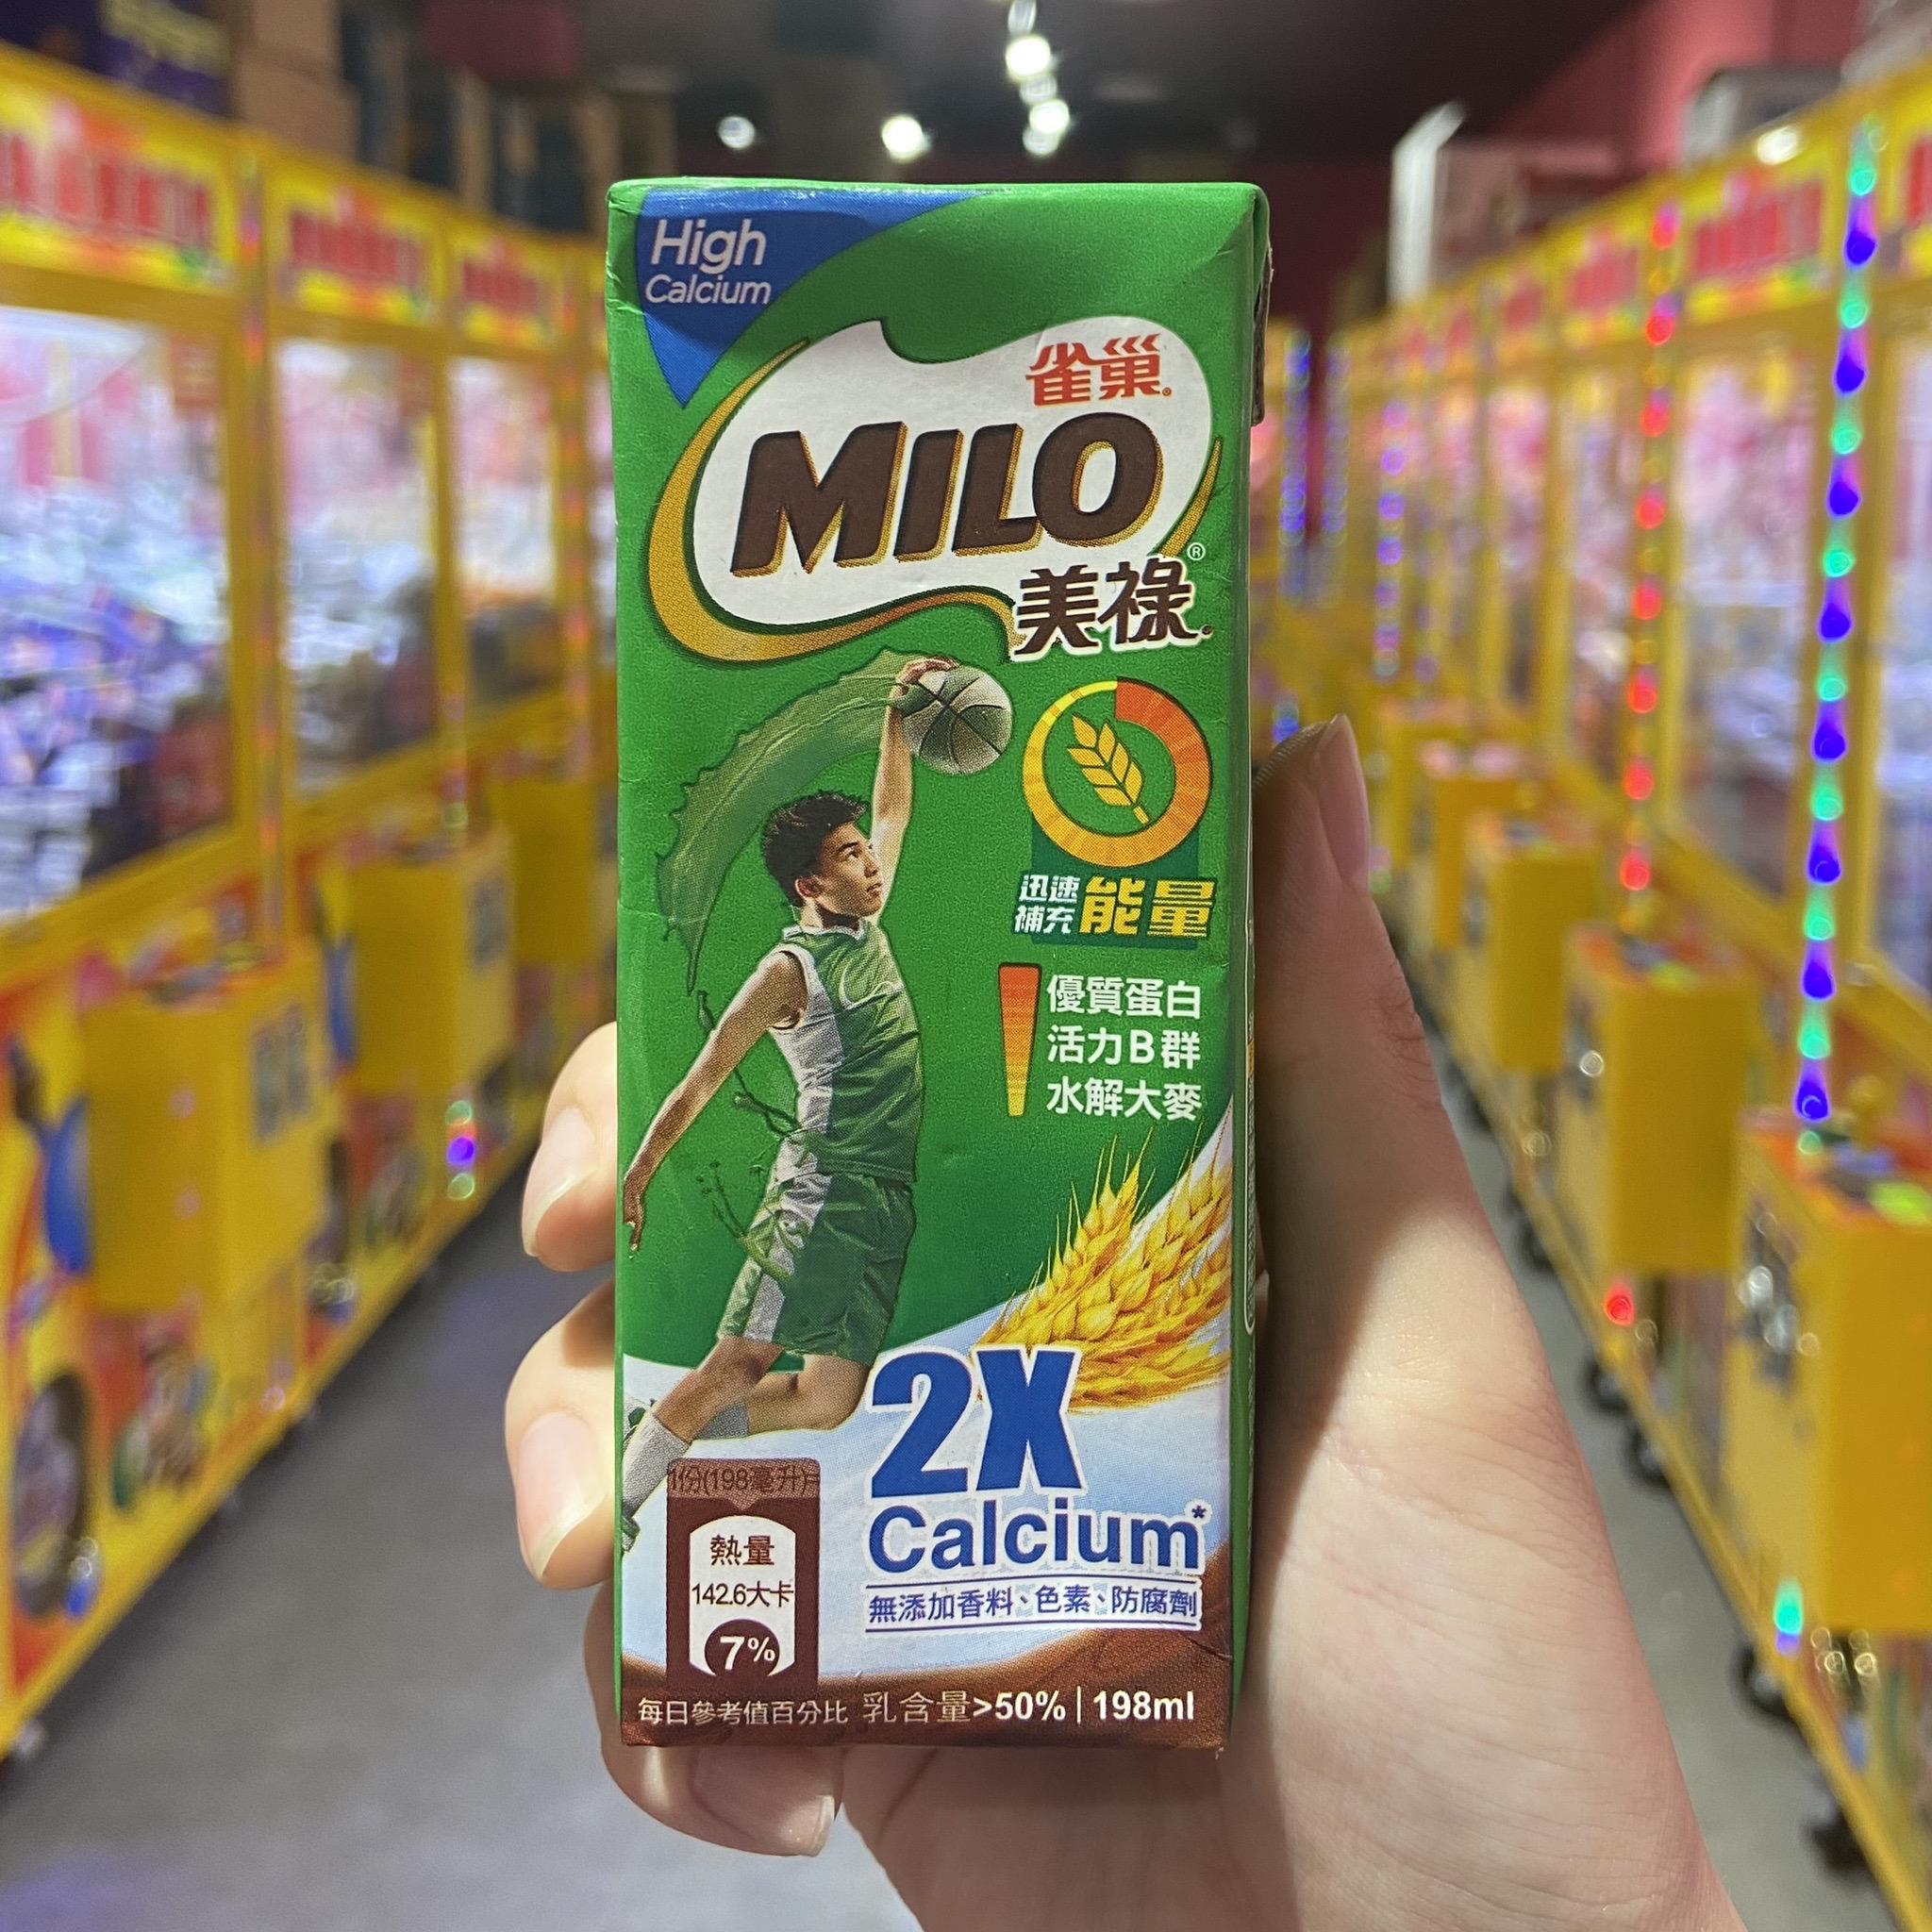 High
Calcium
雀巢®
MILO®
美祿®
迅速
補充 能量
優質蛋白
活力B群
水解大麥
2X
Calcium*
無添加香料、色素、防腐劑
1份(198毫升)=
熱量
142.6大卡
7%
每日參考值百分比 乳含量>50% | 198ml